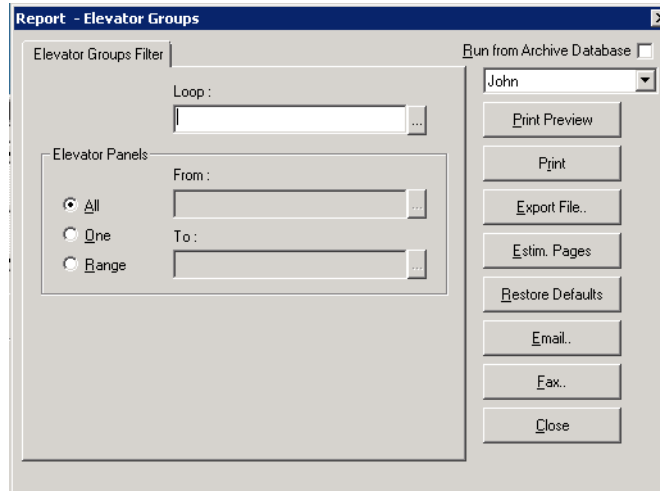 Report - Elevator Groups
Elevator Groups Filter
Run from Archive Database
John
Loop :
...
Print Preview
Elevator Panels
From :
Print
All
...
Export File..
One
To :
Estim. Pages
Range
...
Restore Defaults
Email..
Fax..
Close